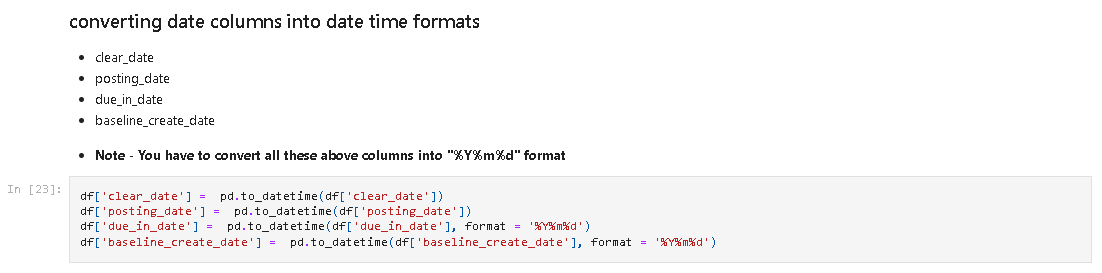 converting date columns into date time formats
clear_date
posting_date
due_in_date
baseline_create_date
Note - You have to convert all these above columns into "%Y%m%d" format
In [23]:
df['clear_date'] =  pd.to_datetime(df['clear_date'])
df['posting_date'] =  pd.to_datetime(df['posting_date'])
df['due_in_date'] =  pd.to_datetime(df['due_in_date'], format = '%Y%m%d')
df['baseline_create_date'] =  pd.to_datetime(df['baseline_create_date'], format = '%Y%m%d')